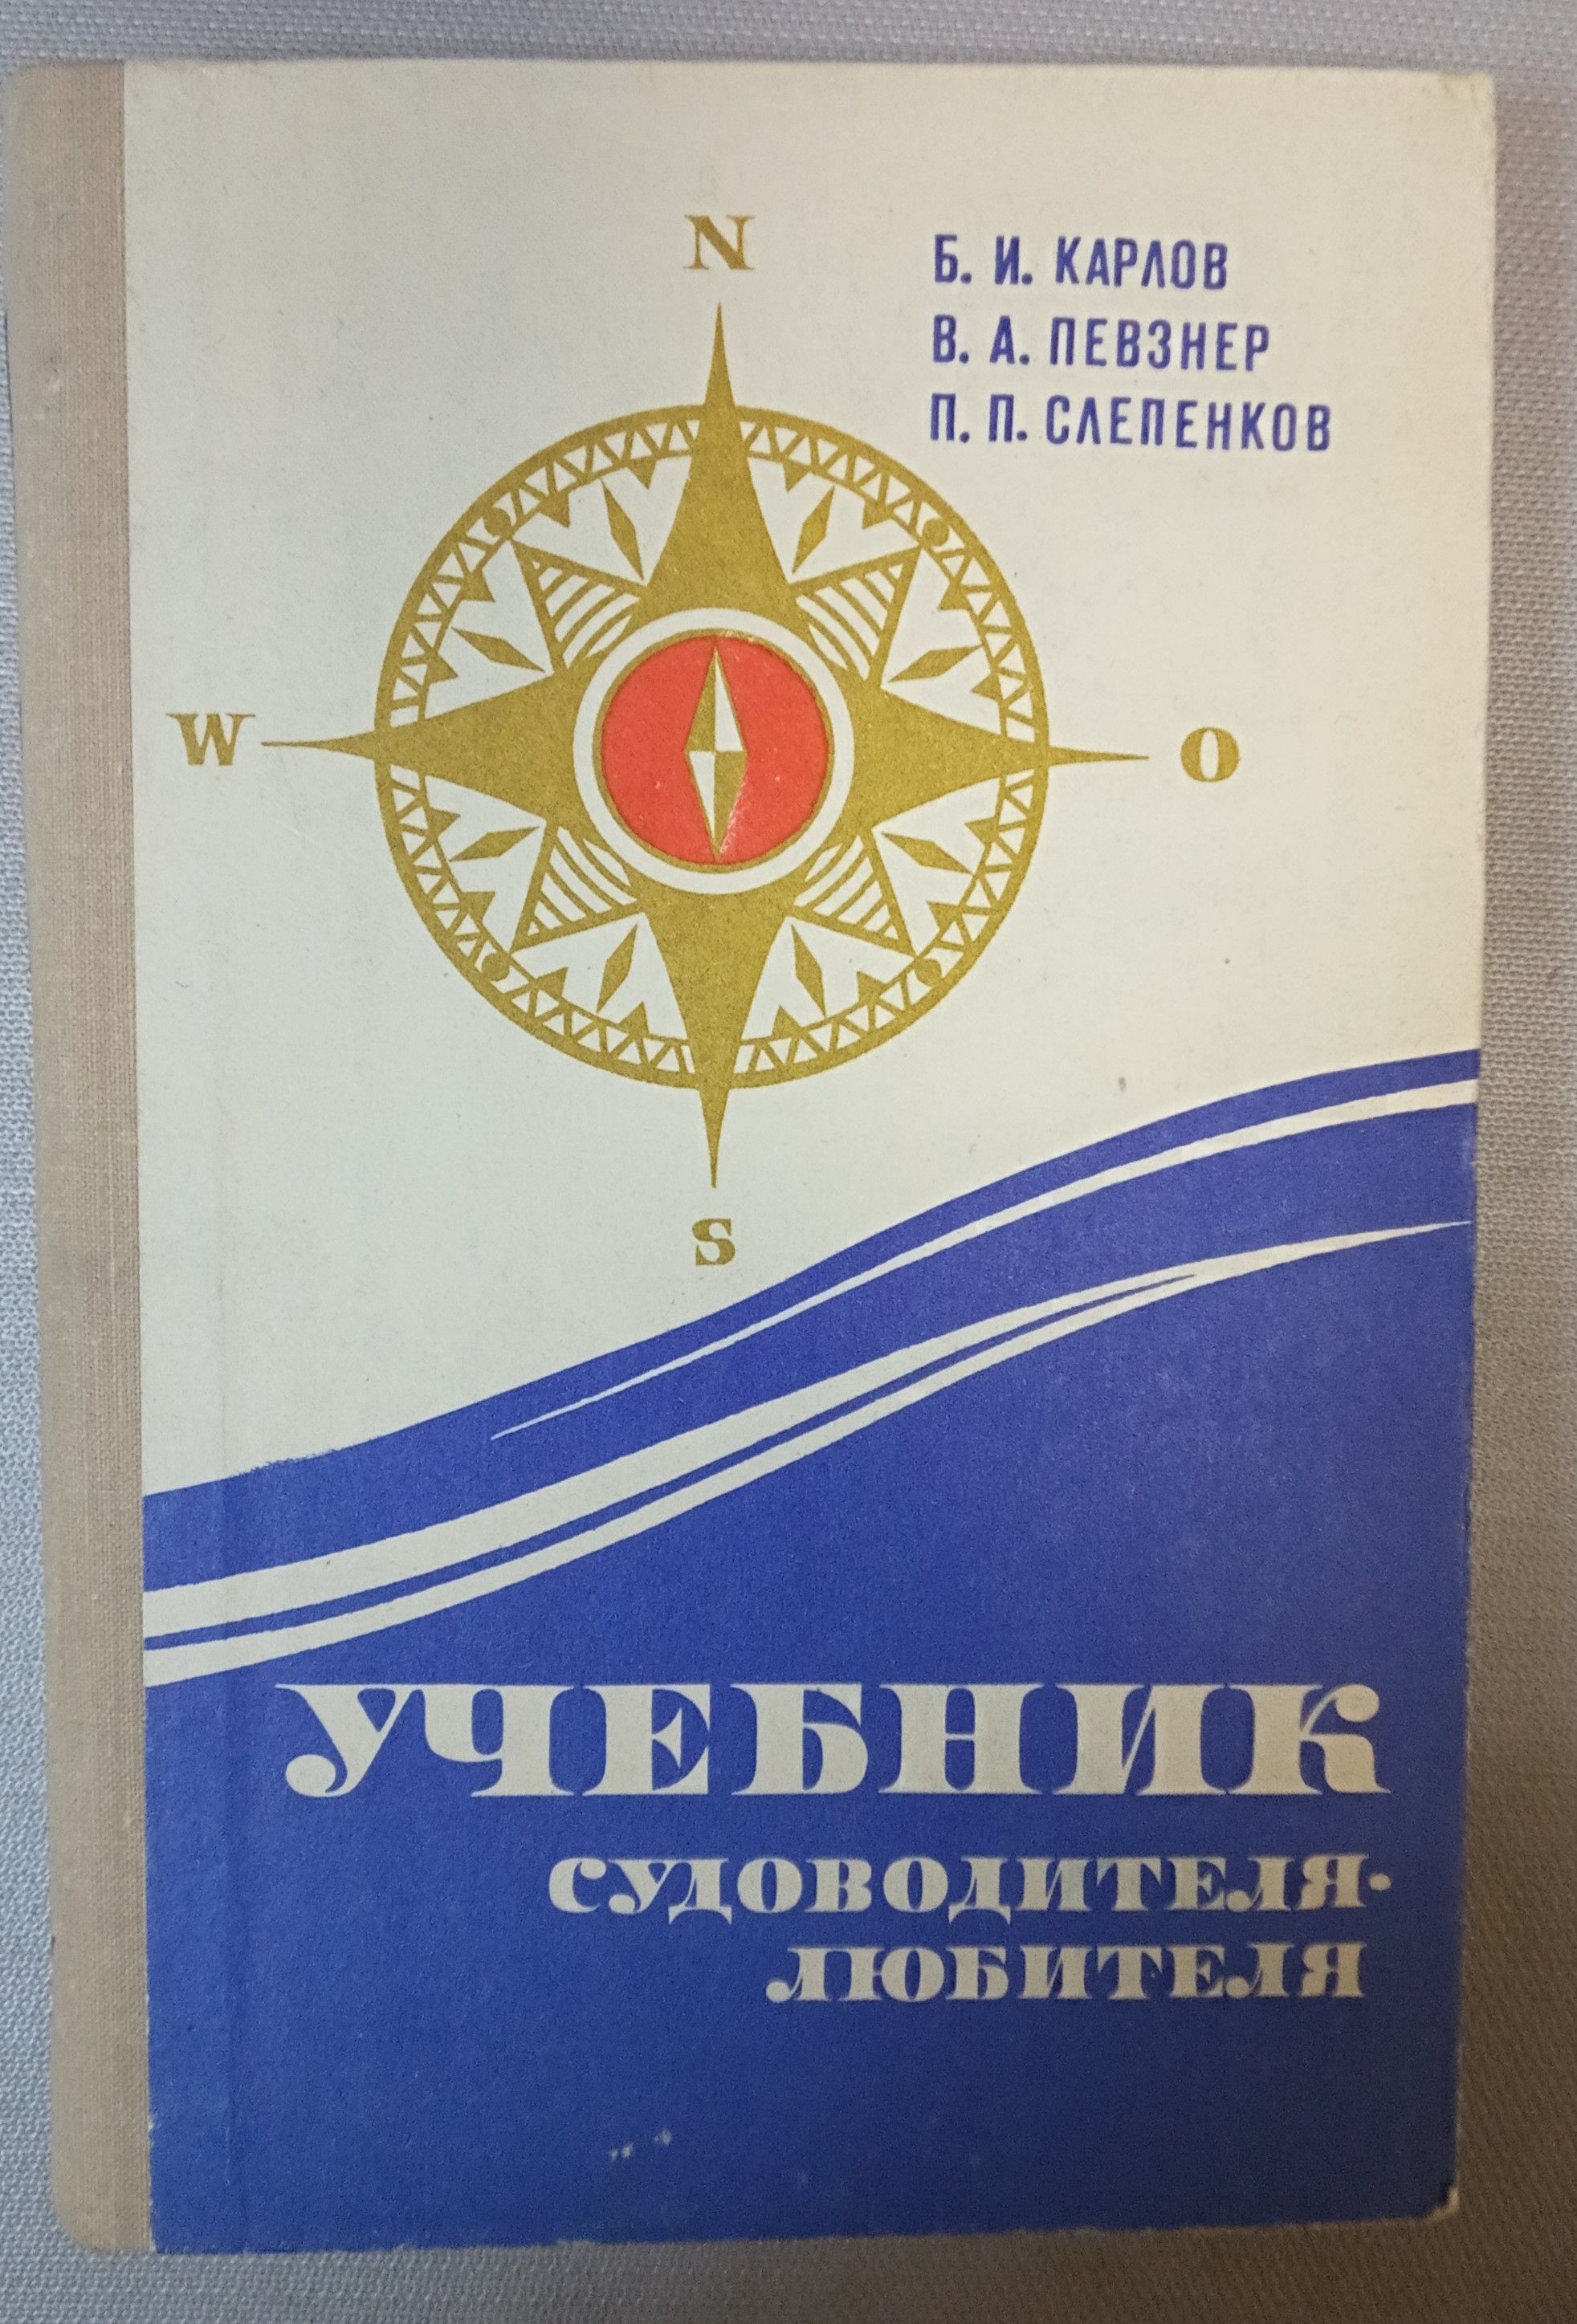 N
Б. И. КАРЛОВ
В. А. ПЕВЗНЕР
П. П. СЛЕПЕНКОВ
W
O
S
УЧЕБНИК
СУДОВОДИТЕЛЯ-
ЛЮБИТЕЛЯ